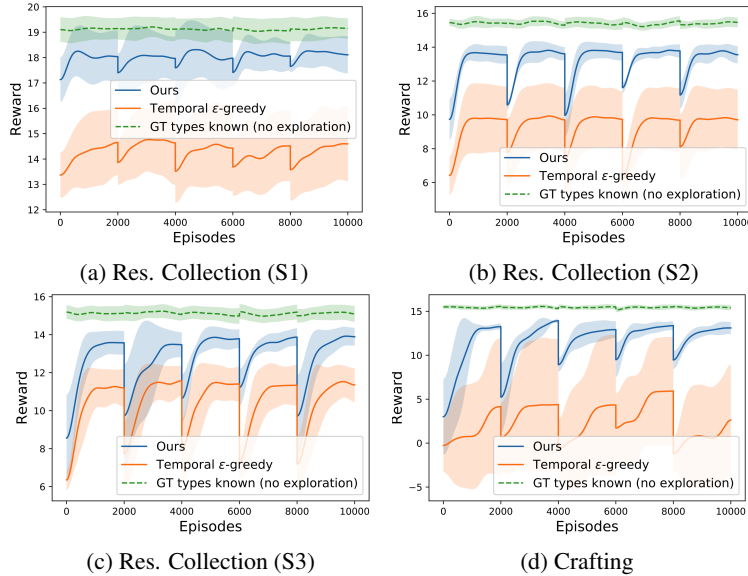 20
19
18
17
16
15
14
13
12
Reward
0 2000 4000 6000 8000 10000
Episodes
Ours
Temporal ε-greedy
GT types known (no exploration)
(a) Res. Collection (S1)
16
14
12
10
8
6
Reward
0 2000 4000 6000 8000 10000
Episodes
Ours
Temporal ε-greedy
GT types known (no exploration)
(b) Res. Collection (S2)
16
14
12
10
8
6
Reward
0 2000 4000 6000 8000 10000
Episodes
Ours
Temporal ε-greedy
GT types known (no exploration)
(c) Res. Collection (S3)
15
10
5
0
−5
Reward
0 2000 4000 6000 8000 10000
Episodes
Ours
Temporal ε-greedy
GT types known (no exploration)
(d) Crafting